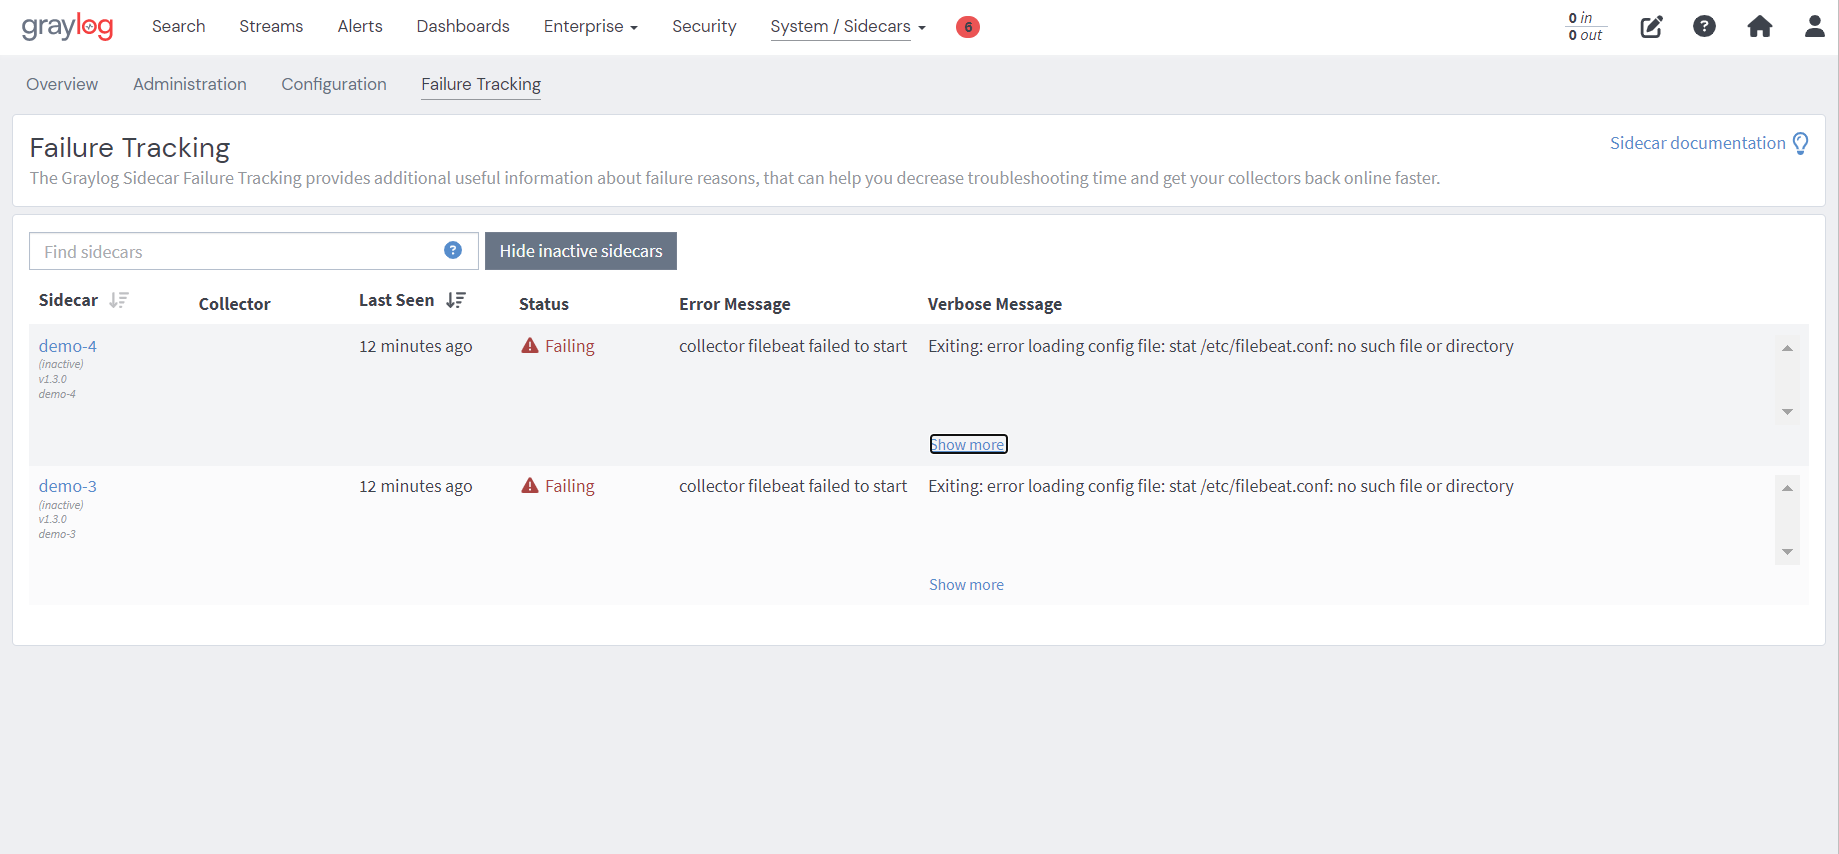 graylog Search Streams Alerts Dashboards Enterprise Security System / Sidecars 6 0 in
0 out
Overview Administration Configuration Failure Tracking
Failure Tracking
Sidecar documentation
The Graylog Sidecar Failure Tracking provides additional useful information about failure reasons, that can help you decrease troubleshooting time and get your collectors back online faster.
Find sidecars ? Hide inactive sidecars
Sidecar Collector Last Seen Status Error Message Verbose Message
demo-4 12 minutes ago Failing collector filebeat failed to start Exiting: error loading config file: stat /etc/filebeat.conf: no such file or directory
(inactive)
v1.3.0
demo-4
Show more
demo-3 12 minutes ago Failing collector filebeat failed to start Exiting: error loading config file: stat /etc/filebeat.conf: no such file or directory
(inactive)
v1.3.0
demo-3
Show more